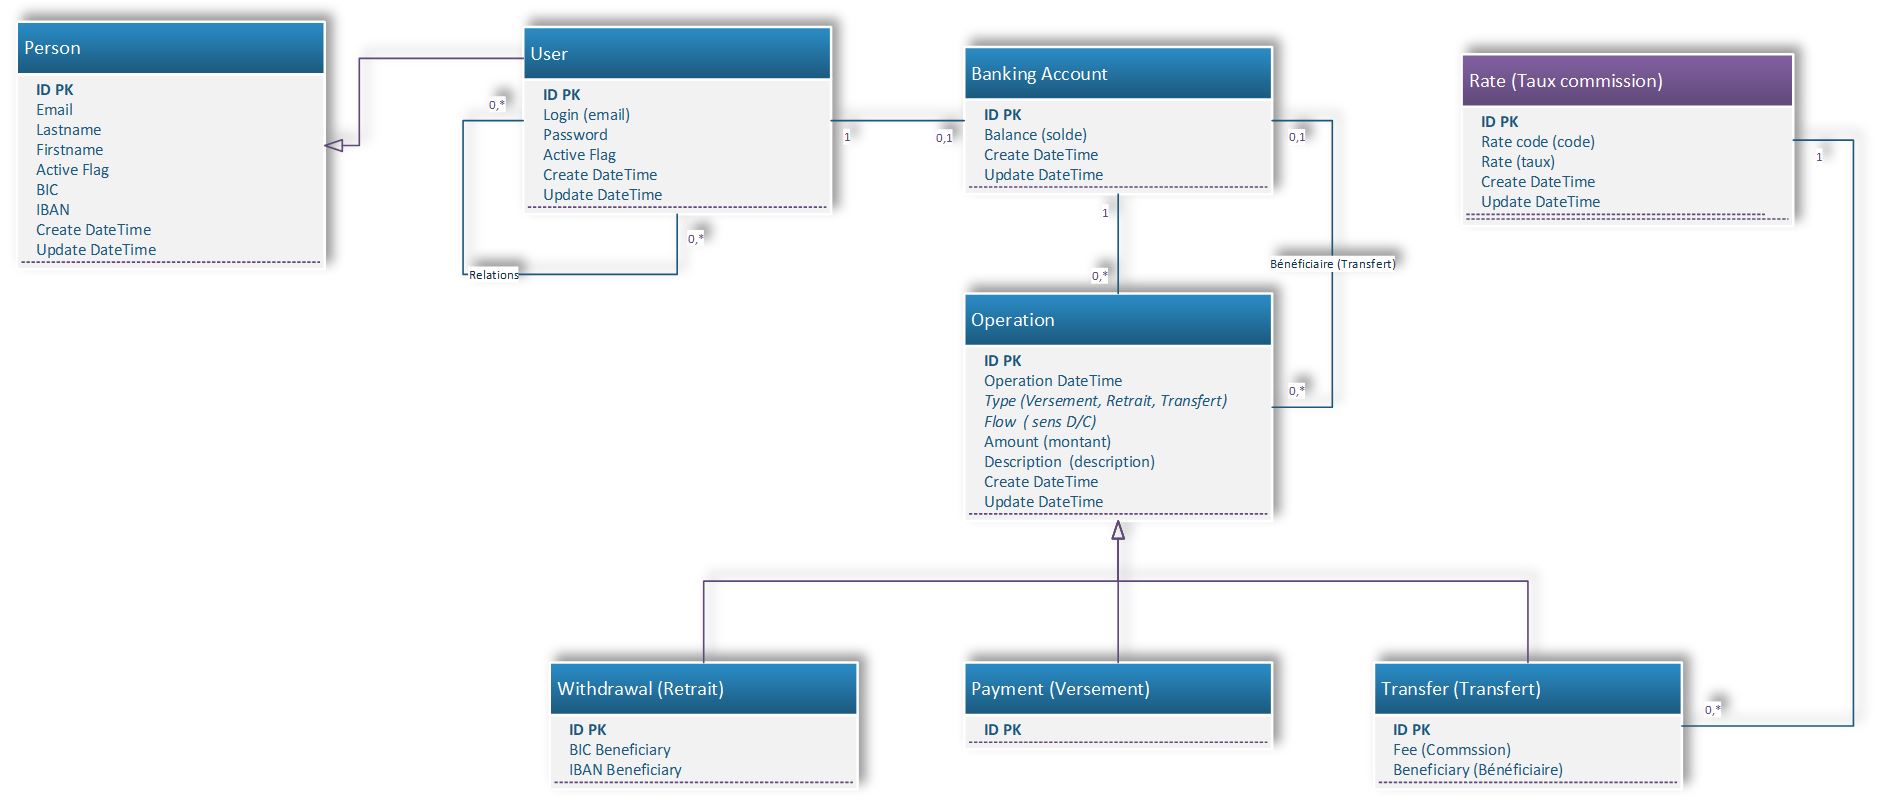 Person
ID PK
Email
Lastname
Firstname
Active Flag
BIC
IBAN
Create DateTime
Update DateTime
User
ID PK
Login (email)
Password
Active Flag
Create DateTime
Update DateTime
0,*
0,*
Relations
1
0,1
Banking Account
ID PK
Balance (solde)
Create DateTime
Update DateTime
0,1
1
0,*
Bénéficiaire (Transfert)
0,*
Rate (Taux commission)
ID PK
Rate code (code)
Rate (taux)
Create DateTime
Update DateTime
1
Operation
ID PK
Operation DateTime
Type (Versement, Retrait, Transfert)
Flow ( sens D/C)
Amount (montant)
Description (description)
Create DateTime
Update DateTime
Withdrawal (Retrait)
ID PK
BIC Beneficiary
IBAN Beneficiary
Payment (Versement)
ID PK
Transfer (Transfert)
ID PK
Fee (Commssion)
Beneficiary (Bénéficiaire)
0,*